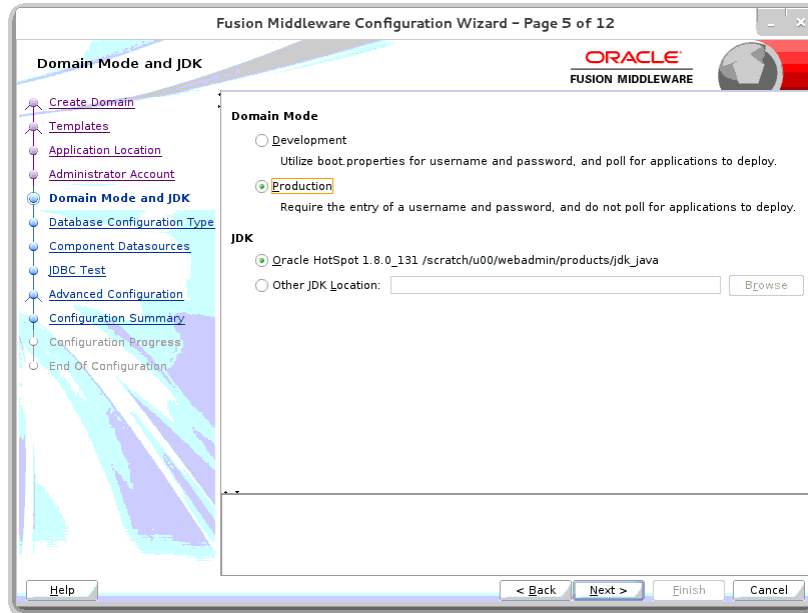 Fusion Middleware Configuration Wizard – Page 5 of 12
Domain Mode and JDK
ORACLE
FUSION MIDDLEWARE
Create Domain
Templates
Application Location
Administrator Account
Domain Mode and JDK
Database Configuration Type
Component Datasources
JDBC Test
Advanced Configuration
Configuration Summary
Configuration Progress
End Of Configuration
Domain Mode
Development
Utilize boot.properties for username and password, and poll for applications to deploy.
Production
Require the entry of a username and password, and do not poll for applications to deploy.
JDK
Oracle HotSpot 1.8.0_131 /scratch/u00/webadmin/products/jdk_java
Other JDK Location:
Browse
Help
< Back
Next >
Finish
Cancel